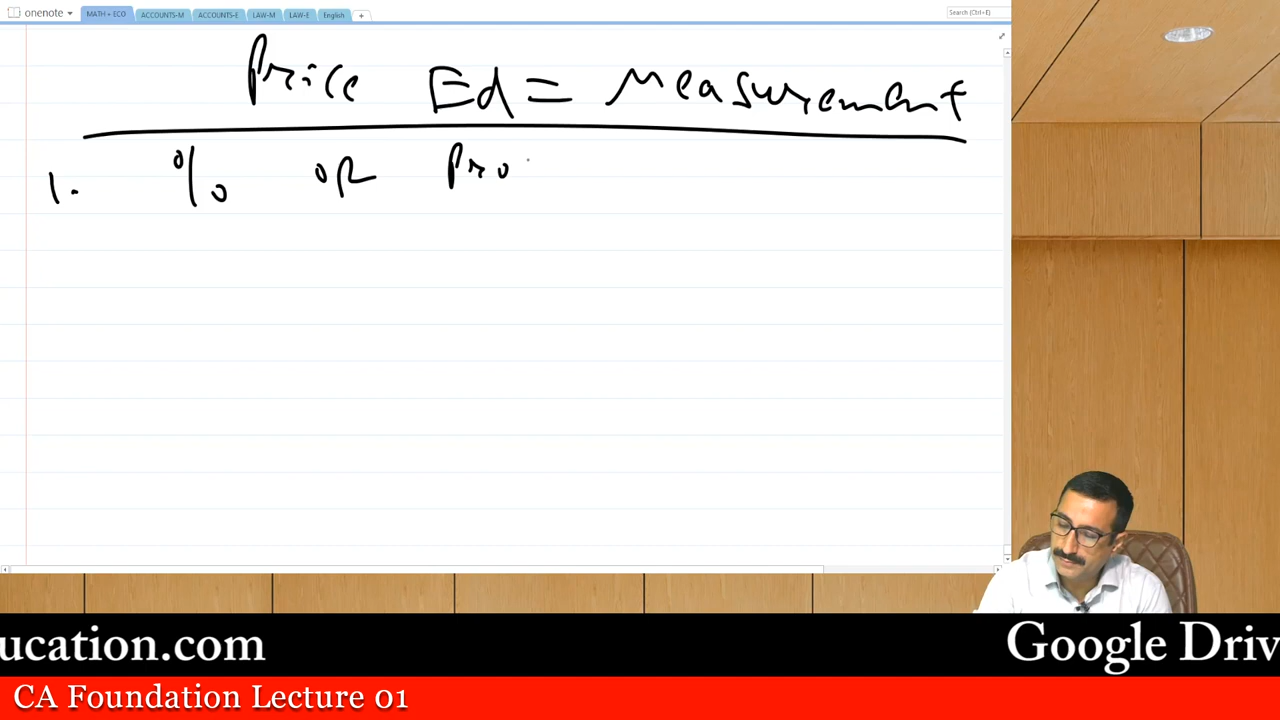 onenote MATH + ECO ACCOUNTS-M ACCOUNTS-E LAW-M LAW-E English + Search (Ctrl+E)
Price Ed = Measurement
1. % OR Pro
ucation.com Google Driv
CA Foundation Lecture 01